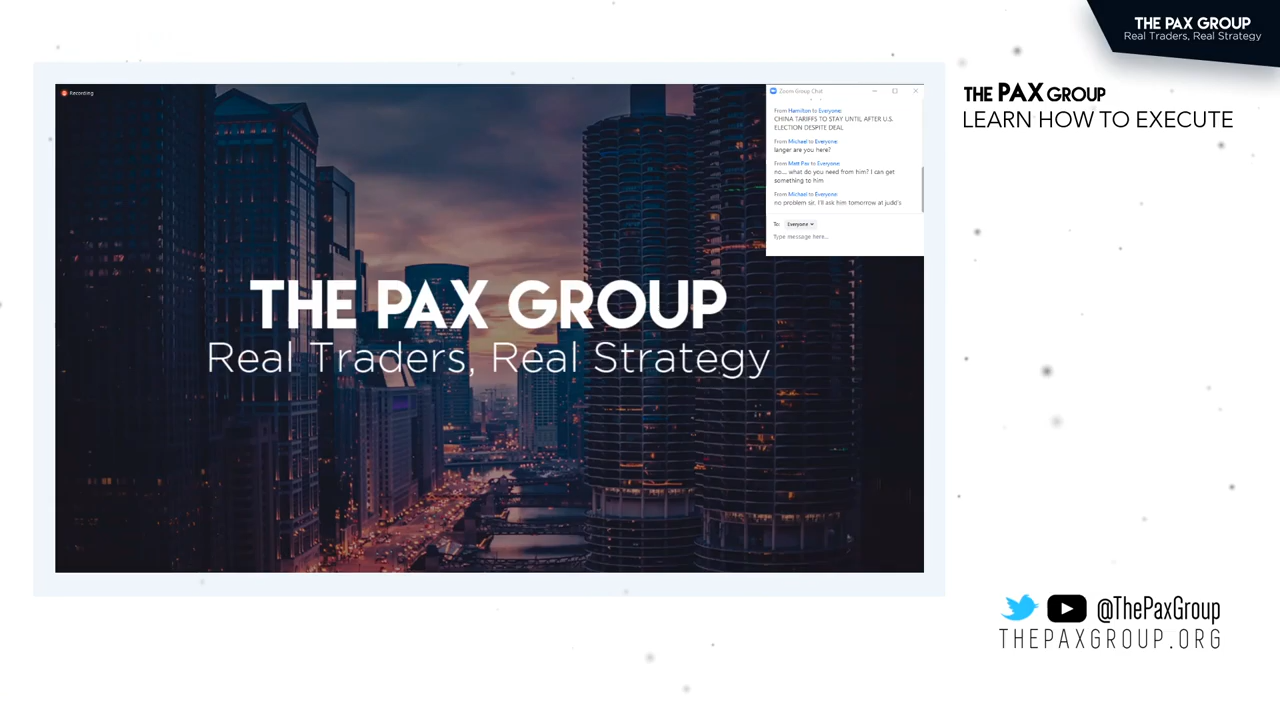 THE PAX GROUP
Real Traders, Real Strategy
THE PAX GROUP
LEARN HOW TO EXECUTE
Recording
Zoom Group Chat
From Hamilton to Everyone:
CHINA TARIFFS TO STAY UNTIL AFTER U.S.
ELECTION DESPITE DEAL
From Michael to Everyone:
langer are you here?
From Matt Pax to Everyone:
no... what do you need from him? I can get
something to him
From Michael to Everyone:
no problem sir. I'll ask him tomorrow at judd's
To: Everyone
Type message here...
THE PAX GROUP
Real Traders, Real Strategy
@ThePaxGroup
THEPAXGROUP.ORG